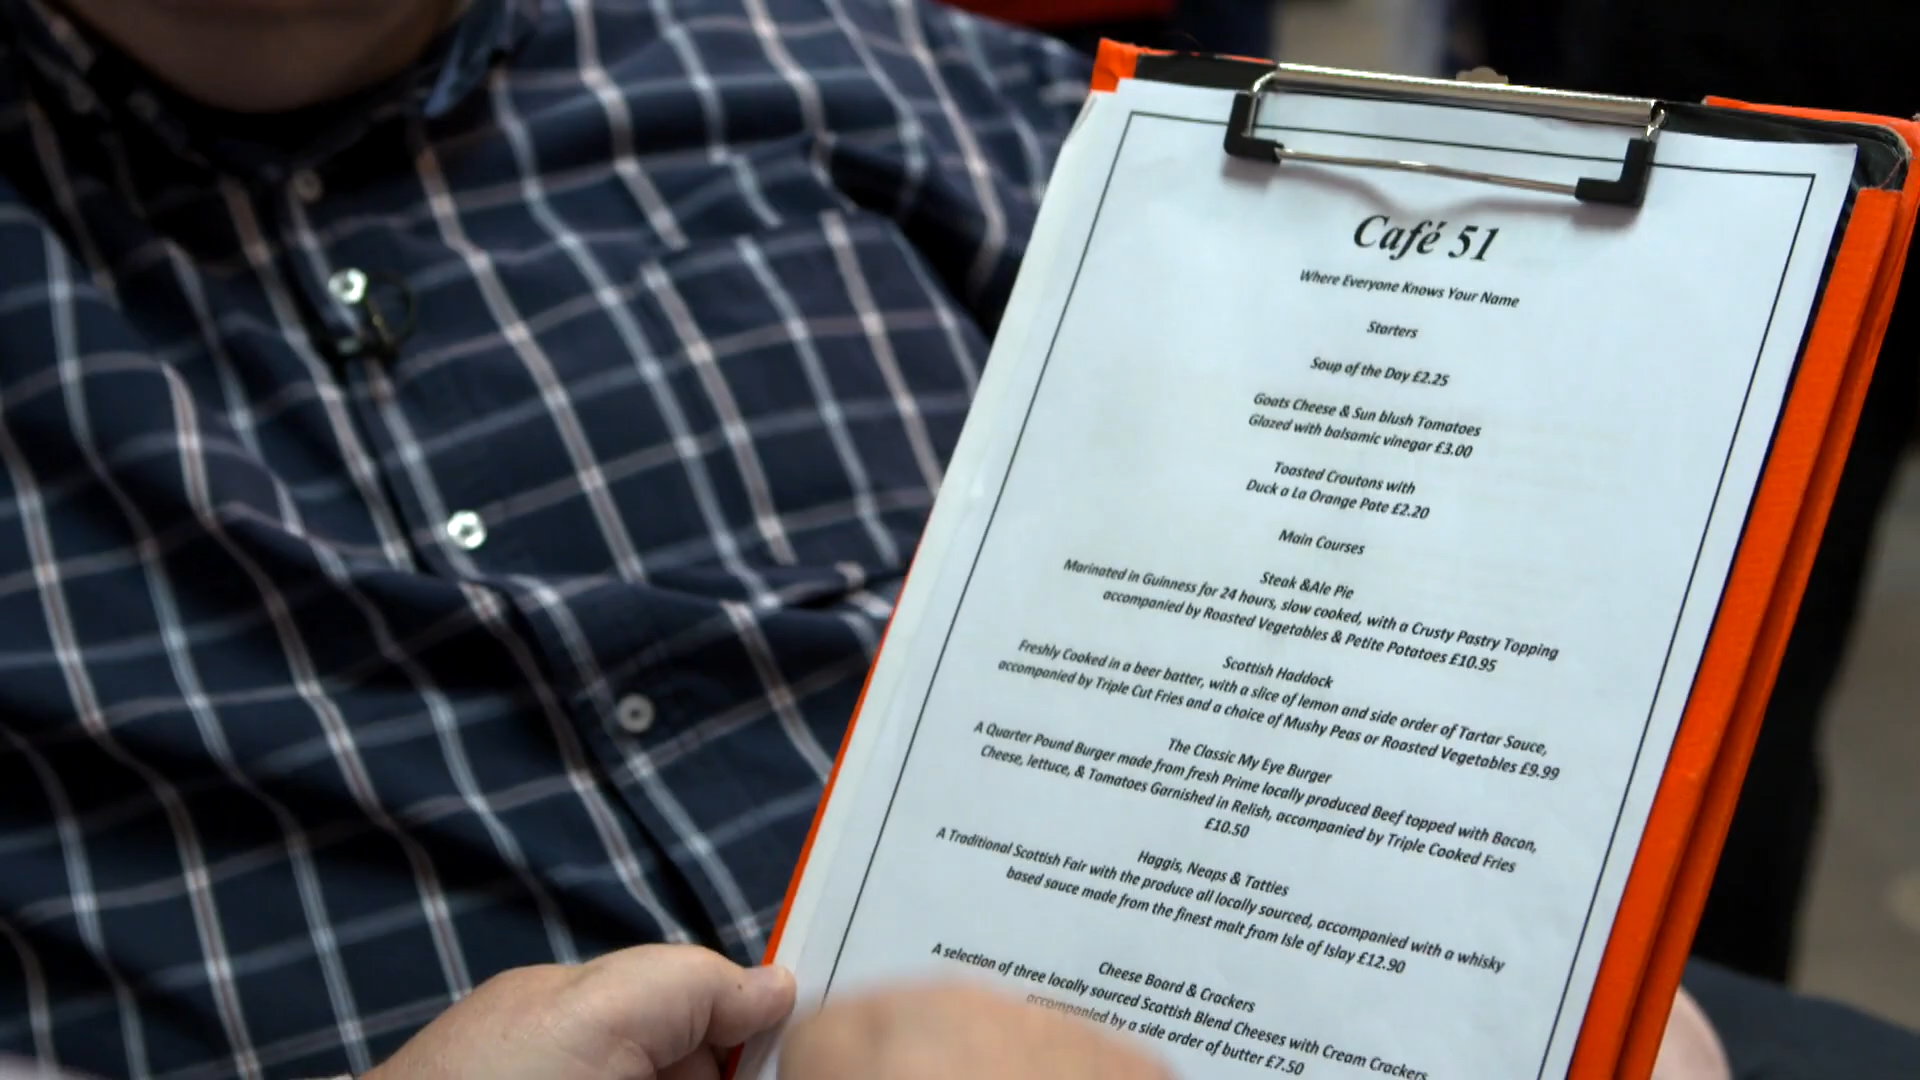 Café 51
Where Everyone Knows Your Name
Starters
Soup of the Day £2.25
Goats Cheese & Sun blush Tomatoes
Glazed with balsamic vinegar £3.00
Toasted Croutons with
Duck a La Orange Pate £2.20
Main Courses
Steak &Ale Pie
Marinated in Guinness for 24 hours, slow cooked, with a Crusty Pastry Topping
accompanied by Roasted Vegetables & Petite Potatoes £10.95
Scottish Haddock
Freshly Cooked in a beer batter, with a slice of lemon and side order of Tartar Sauce,
accompanied by Triple Cut Fries and a choice of Mushy Peas or Roasted Vegetables £9.99
The Classic My Eye Burger
A Quarter Pound Burger made from fresh Prime locally produced Beef topped with Bacon,
Cheese, lettuce, & Tomatoes Garnished in Relish, accompanied by Triple Cooked Fries
£10.50
Haggis, Neaps & Tatties
A Traditional Scottish Fair with the produce all locally sourced, accompanied with a whisky
based sauce made from the finest malt from Isle of Islay £12.90
Cheese Board & Crackers
A selection of three locally sourced Scottish Blend Cheeses with Cream Crackers
accompanied by a side order of butter £7.50